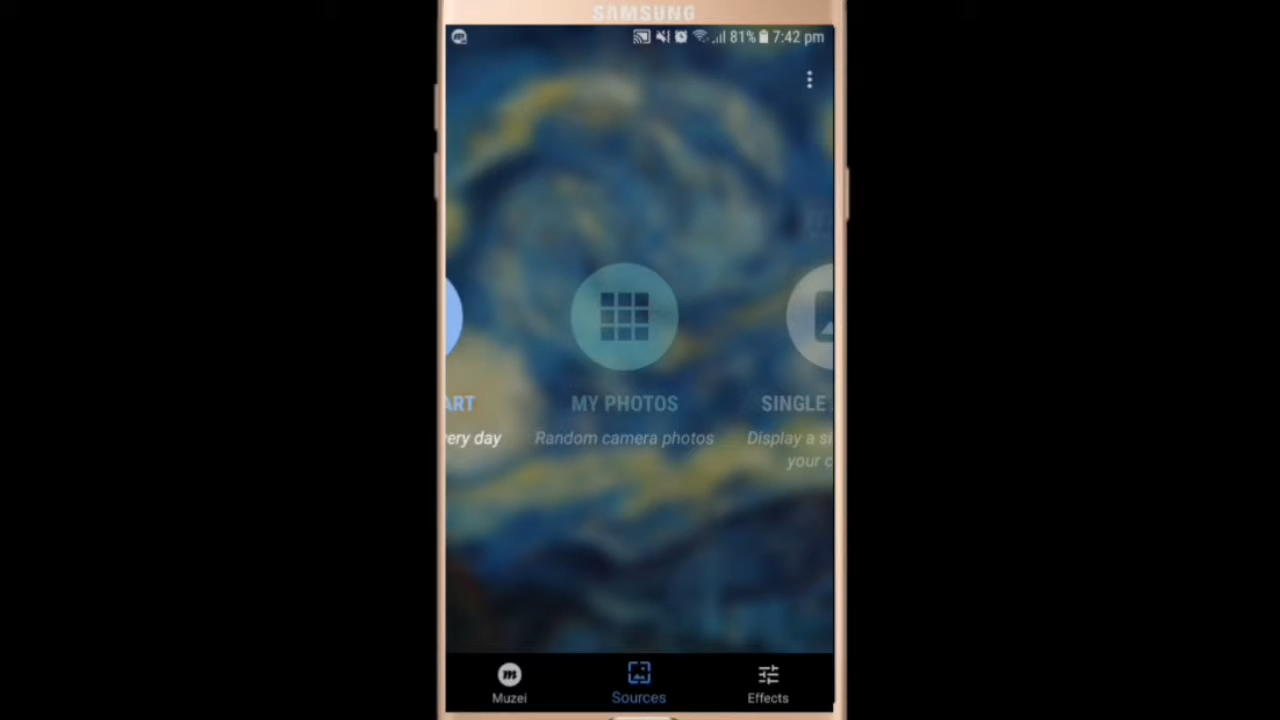 SAMSUNG
81% 7:42 pm
ART
MY PHOTOS
SINGLE
ery day
Random camera photos
Display a si
your c
m
Muzei
Sources
Effects